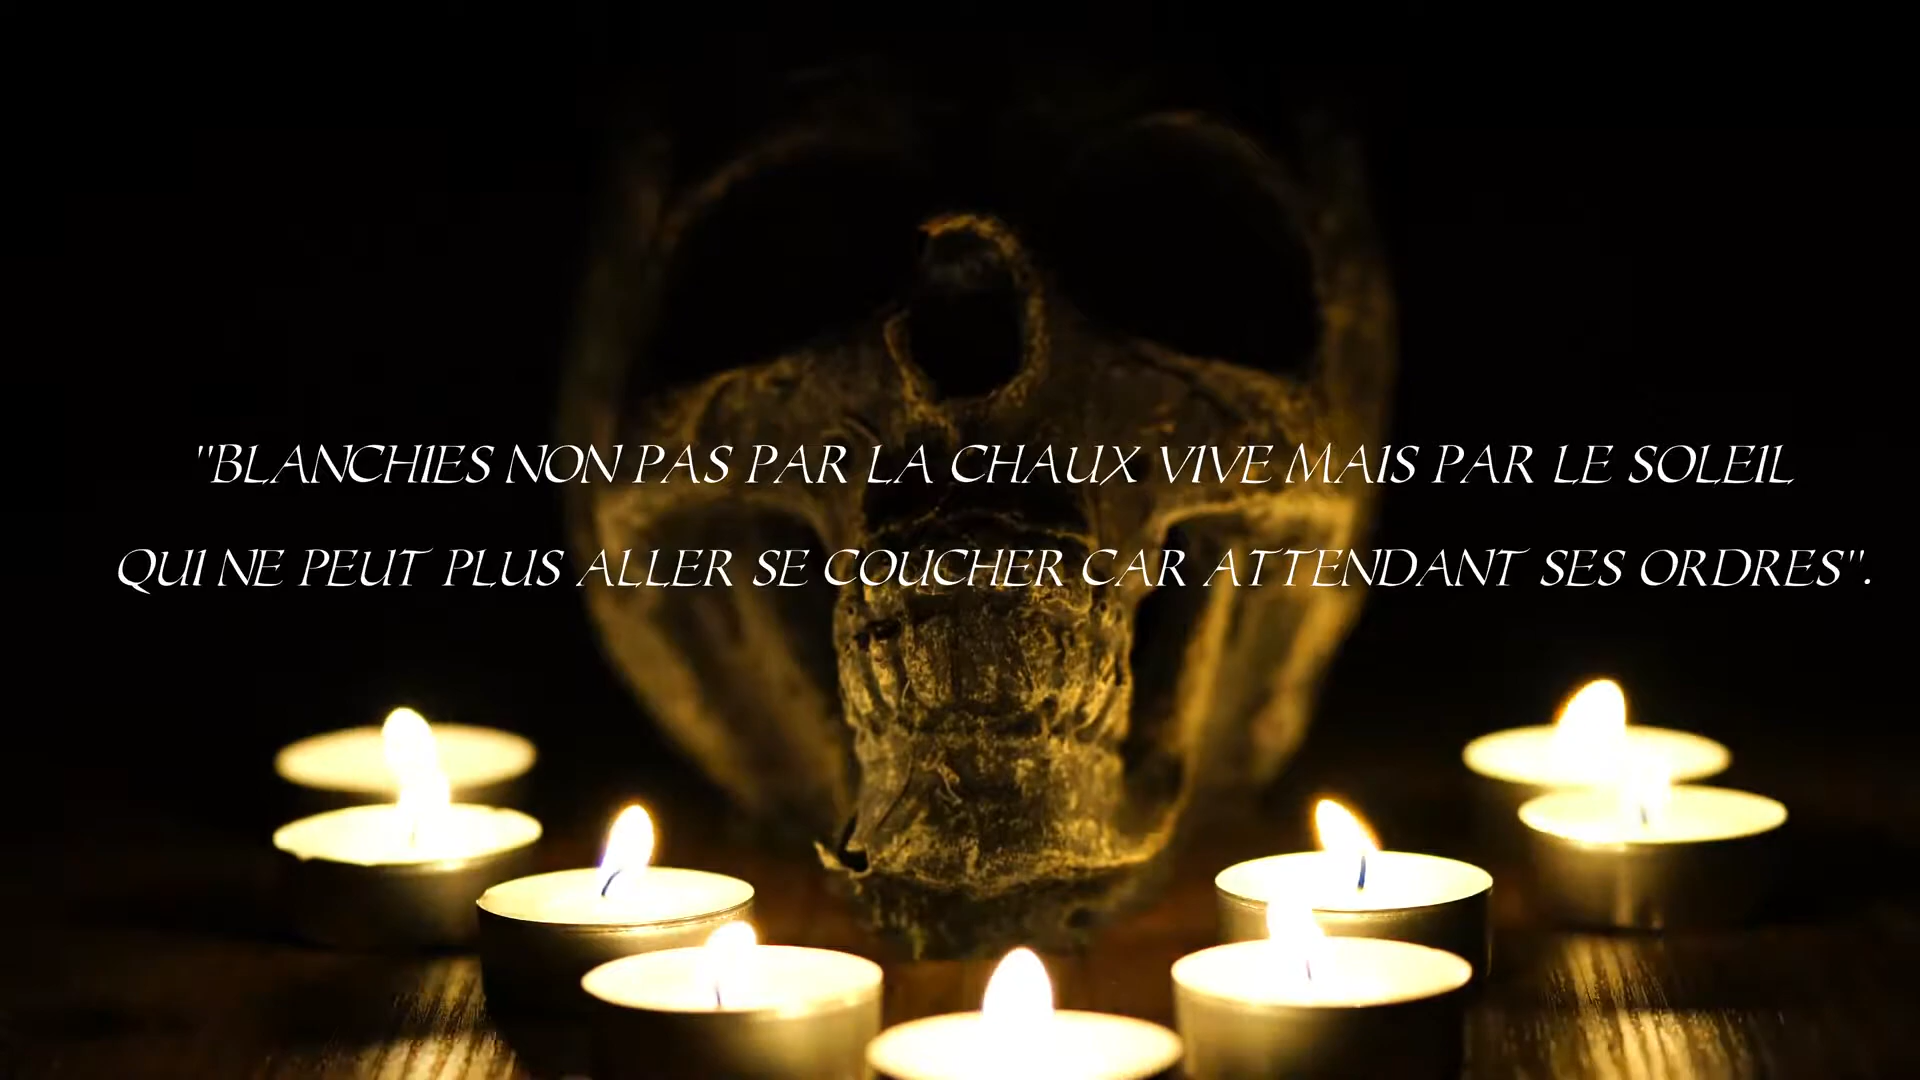 "BLANCHIES NON PAS PAR LA CHAUX VIVE MAIS PAR LE SOLEIL
QUI NE PEUT PLUS ALLER SE COUCHER CAR ATTENDANT SES ORDRES".